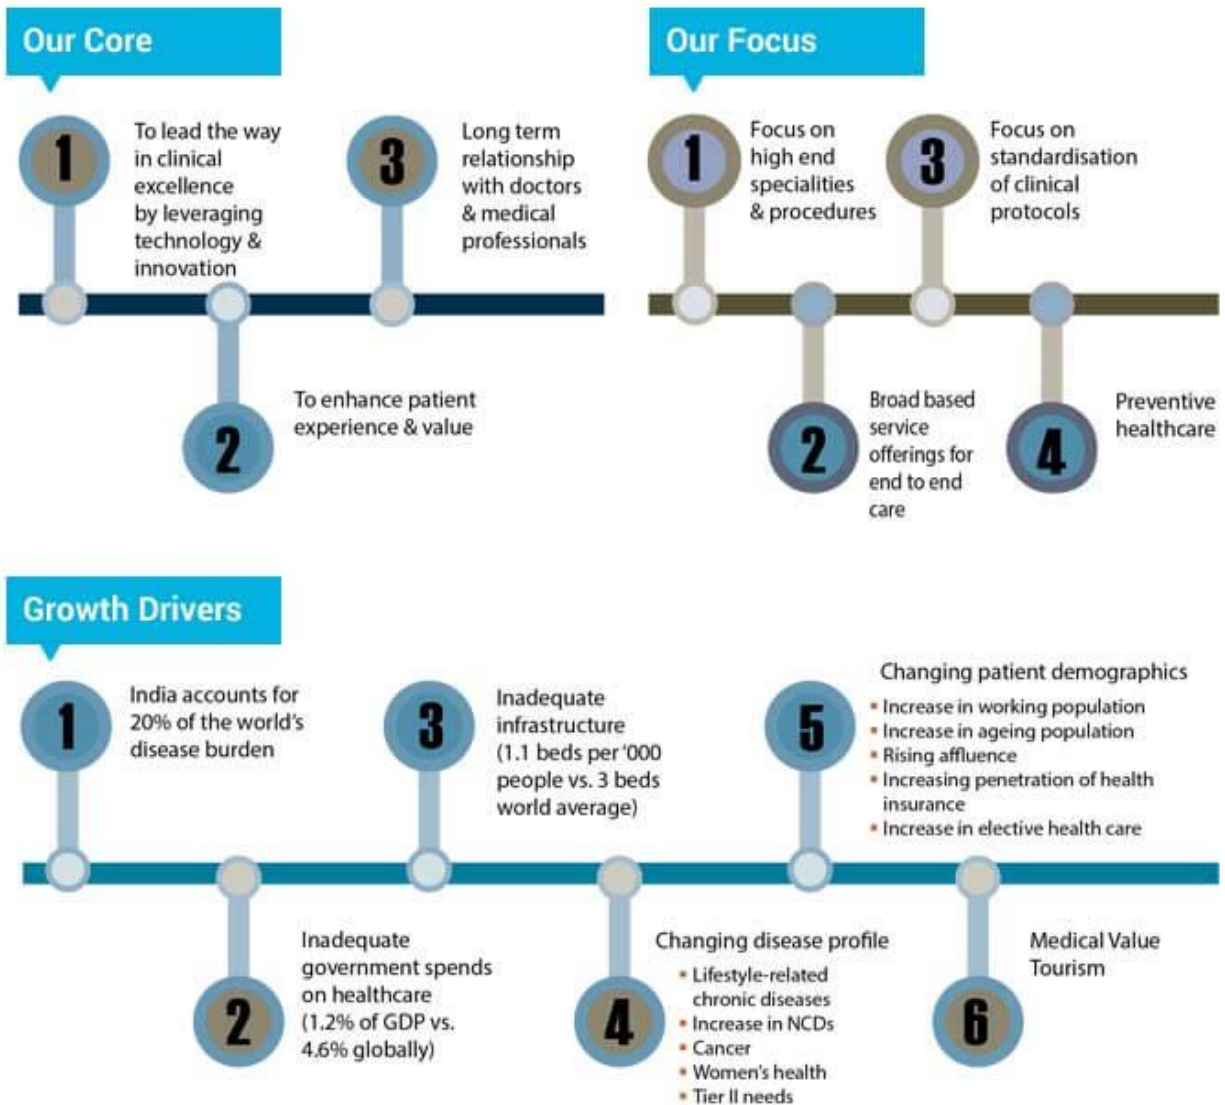 Our Core
1
To lead the way
in clinical
excellence
by leveraging
technology &
innovation
2
To enhance patient
experience & value
3
Long term
relationship
with doctors
& medical
professionals
Our Focus
1
Focus on
high end
specialities
& procedures
2
Broad based
service
offerings for
end to end
care
3
Focus on
standardisation
of clinical
protocols
4
Preventive
healthcare
Growth Drivers
1
India accounts for
20% of the world's
disease burden
2
Inadequate
government spends
on healthcare
(1.2% of GDP vs.
4.6% globally)
3
Inadequate
infrastructure
(1.1 beds per '000
people vs. 3 beds
world average)
4
Changing disease profile
▪ Lifestyle-related
chronic diseases
▪ Increase in NCDs
▪ Cancer
▪ Women's health
▪ Tier II needs
5
Changing patient demographics
▪ Increase in working population
▪ Increase in ageing population
▪ Rising affluence
▪ Increasing penetration of health
insurance
▪ Increase in elective health care
6
Medical Value
Tourism